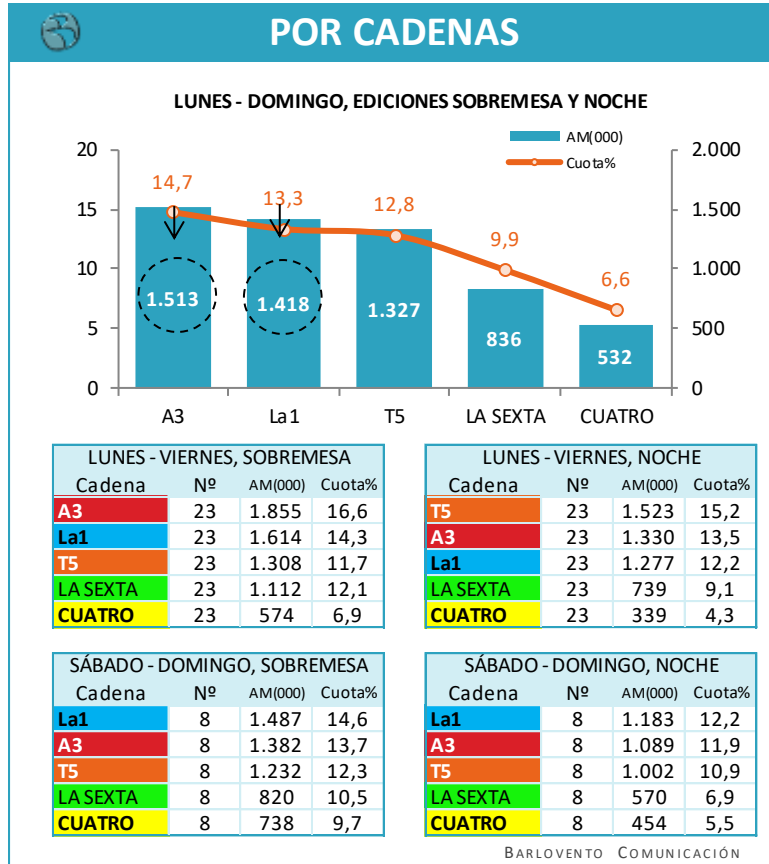 POR CADENAS
LUNES - DOMINGO, EDICIONES SOBREMESA Y NOCHE
AM(000)
Cuota%
20
15
10
5
0
2.000
1.500
1.000
500
0
14,7
13,3
12,8
9,9
6,6
1.513
1.418
1.327
836
532
A3 La1 T5 LA SEXTA CUATRO
LUNES - VIERNES, SOBREMESA
Cadena Nº AM(000) Cuota%
A3 23 1.855 16,6
La1 23 1.614 14,3
T5 23 1.308 11,7
LA SEXTA 23 1.112 12,1
CUATRO 23 574 6,9
LUNES - VIERNES, NOCHE
Cadena Nº AM(000) Cuota%
T5 23 1.523 15,2
A3 23 1.330 13,5
La1 23 1.277 12,2
LA SEXTA 23 739 9,1
CUATRO 23 339 4,3
SÁBADO - DOMINGO, SOBREMESA
Cadena Nº AM(000) Cuota%
La1 8 1.487 14,6
A3 8 1.382 13,7
T5 8 1.232 12,3
LA SEXTA 8 820 10,5
CUATRO 8 738 9,7
SÁBADO - DOMINGO, NOCHE
Cadena Nº AM(000) Cuota%
La1 8 1.183 12,2
A3 8 1.089 11,9
T5 8 1.002 10,9
LA SEXTA 8 570 6,9
CUATRO 8 454 5,5
BARLOVENTO COMUNICACIÓN